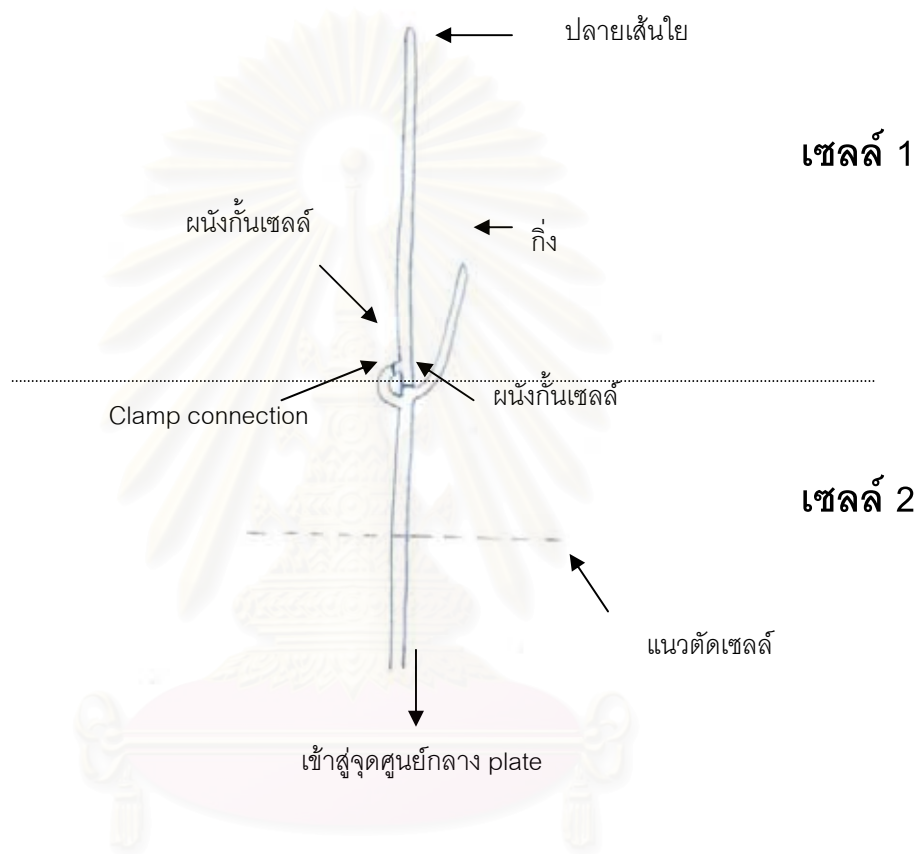 ปลายเส้นใย
เซลล์ 1
ผนังกั้นเซลล์
กิ่ง
Clamp connection
ผนังกั้นเซลล์
เซลล์ 2
แนวตัดเซลล์
เข้าสู่จุดศูนย์กลาง plate